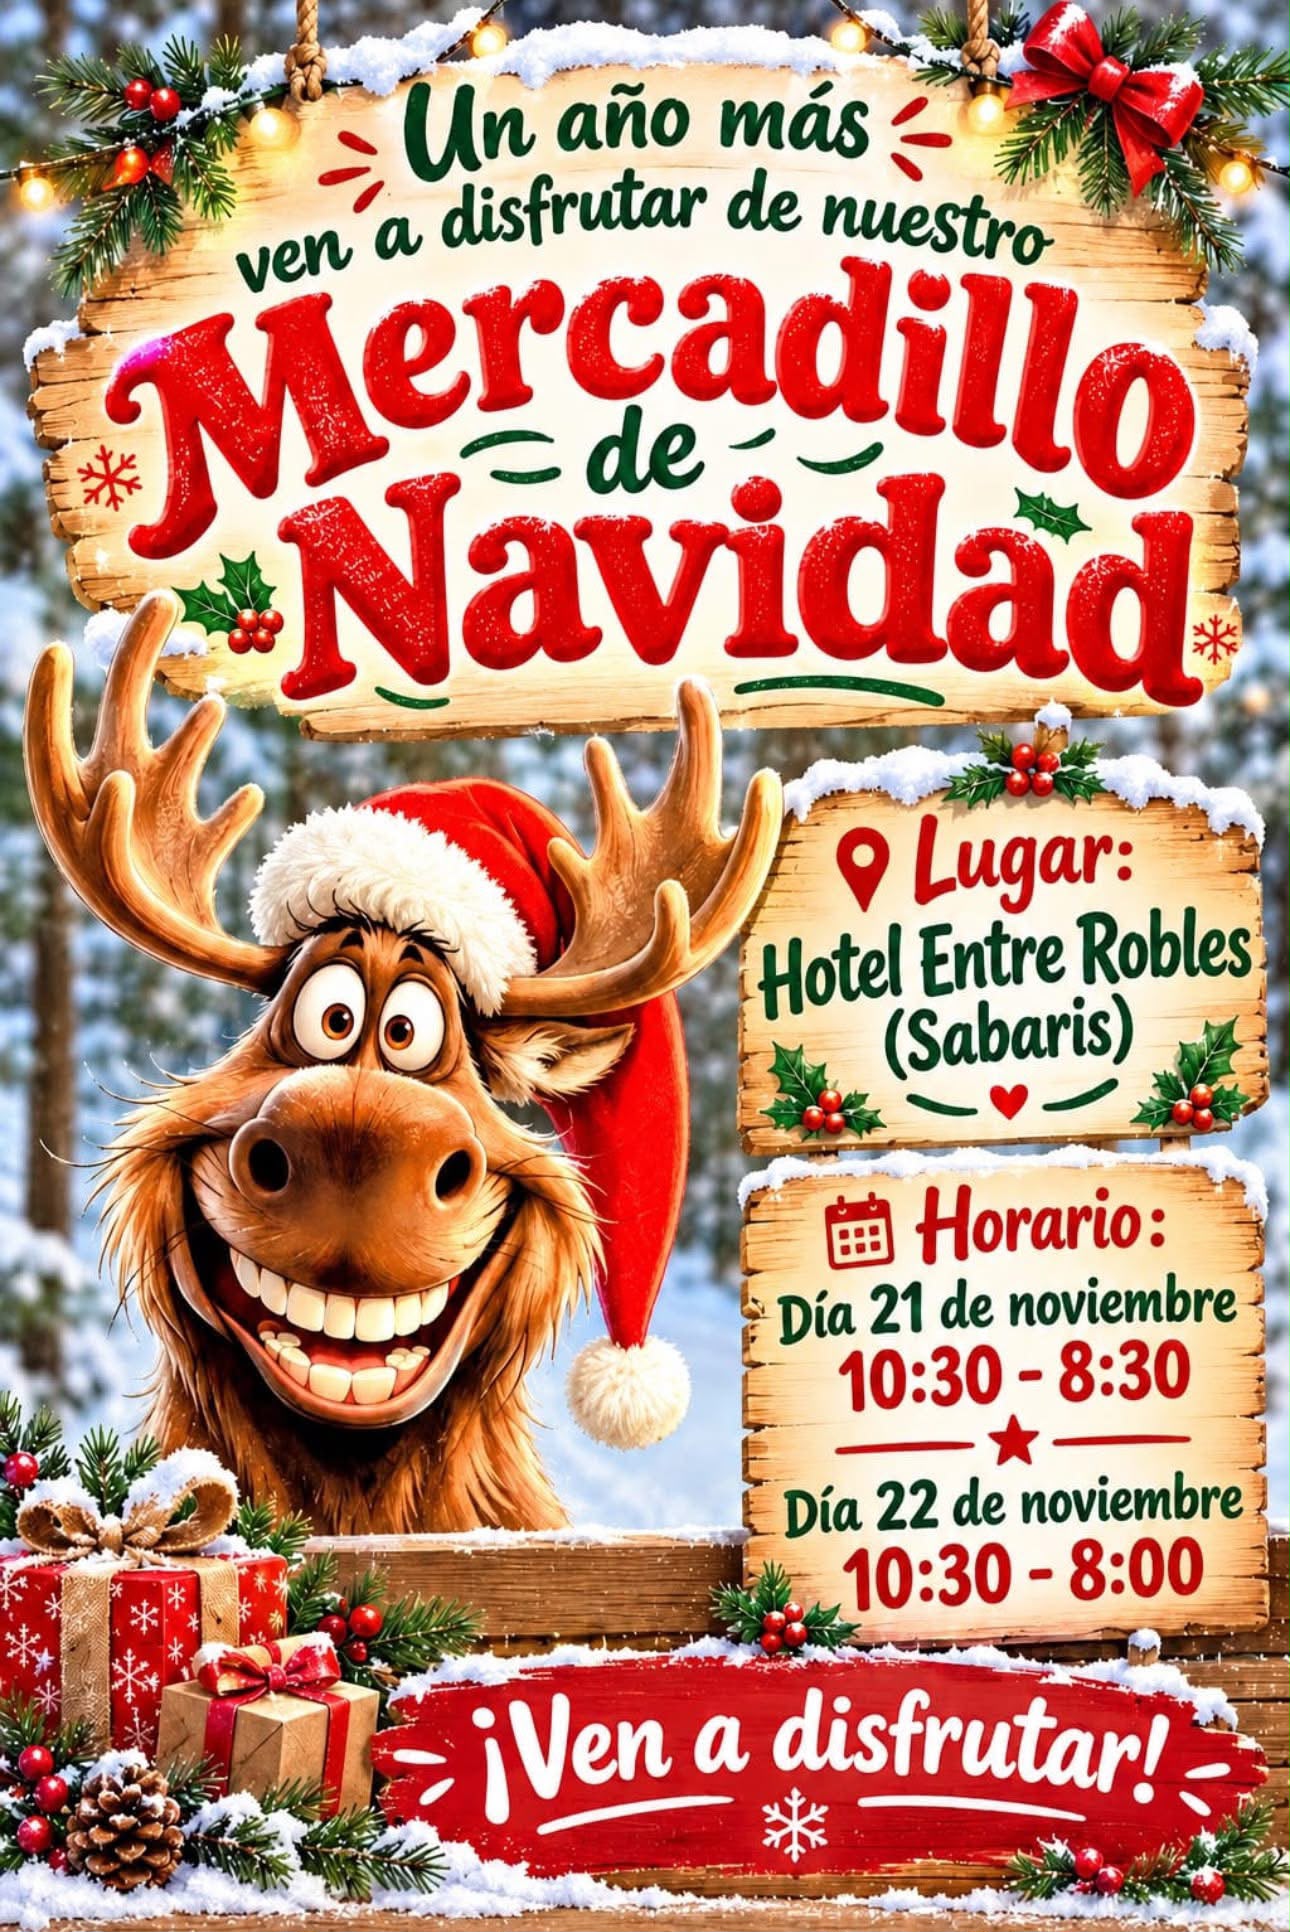 Un año más
ven a disfrutar de nuestro
Mercadillo
de
Navidad
Lugar:
Hotel Entre Robles
(Sabaris)
Horario:
Día 21 de noviembre
10:30 - 8:30
Día 22 de noviembre
10:30 - 8:00
¡Ven a disfrutar!